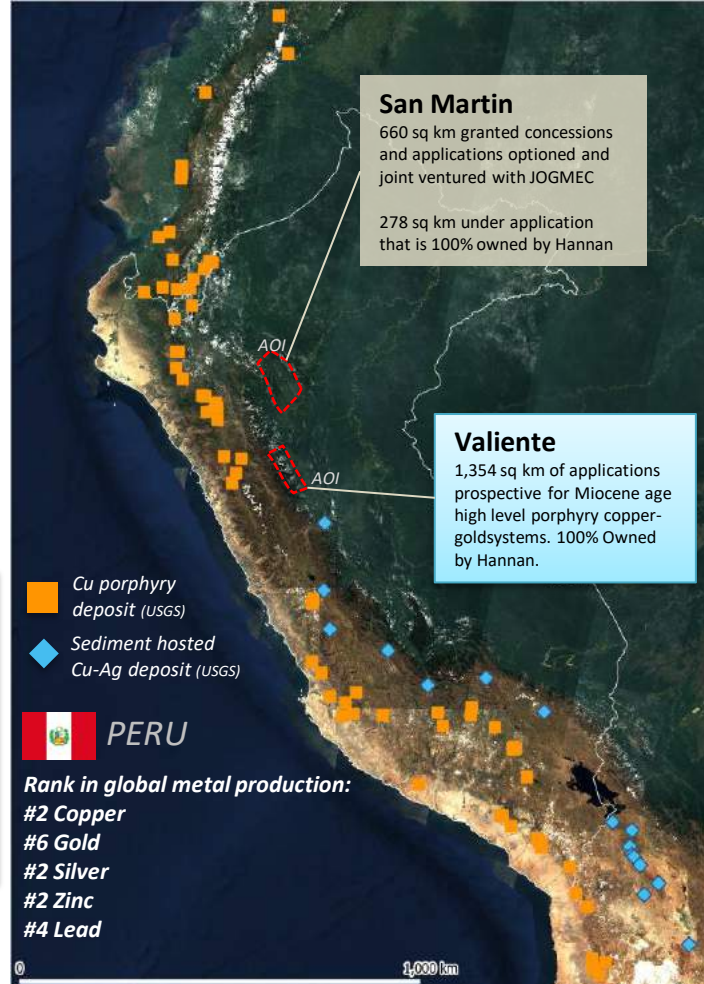 San Martin
660 sq km granted concessions
and applications optioned and
joint ventured with JOGMEC
278 sq km under application
that is 100% owned by Hannan
AOI
Valiente
1,354 sq km of applications
prospective for Miocene age
high level porphyry copper-
goldsystems. 100% Owned
by Hannan.
AOI
Cu porphyry
deposit (USGS)
Sediment hosted
Cu-Ag deposit (USGS)
PERU
Rank in global metal production:
#2 Copper
#6 Gold
#2 Silver
#2 Zinc
#4 Lead
0
1,000 km